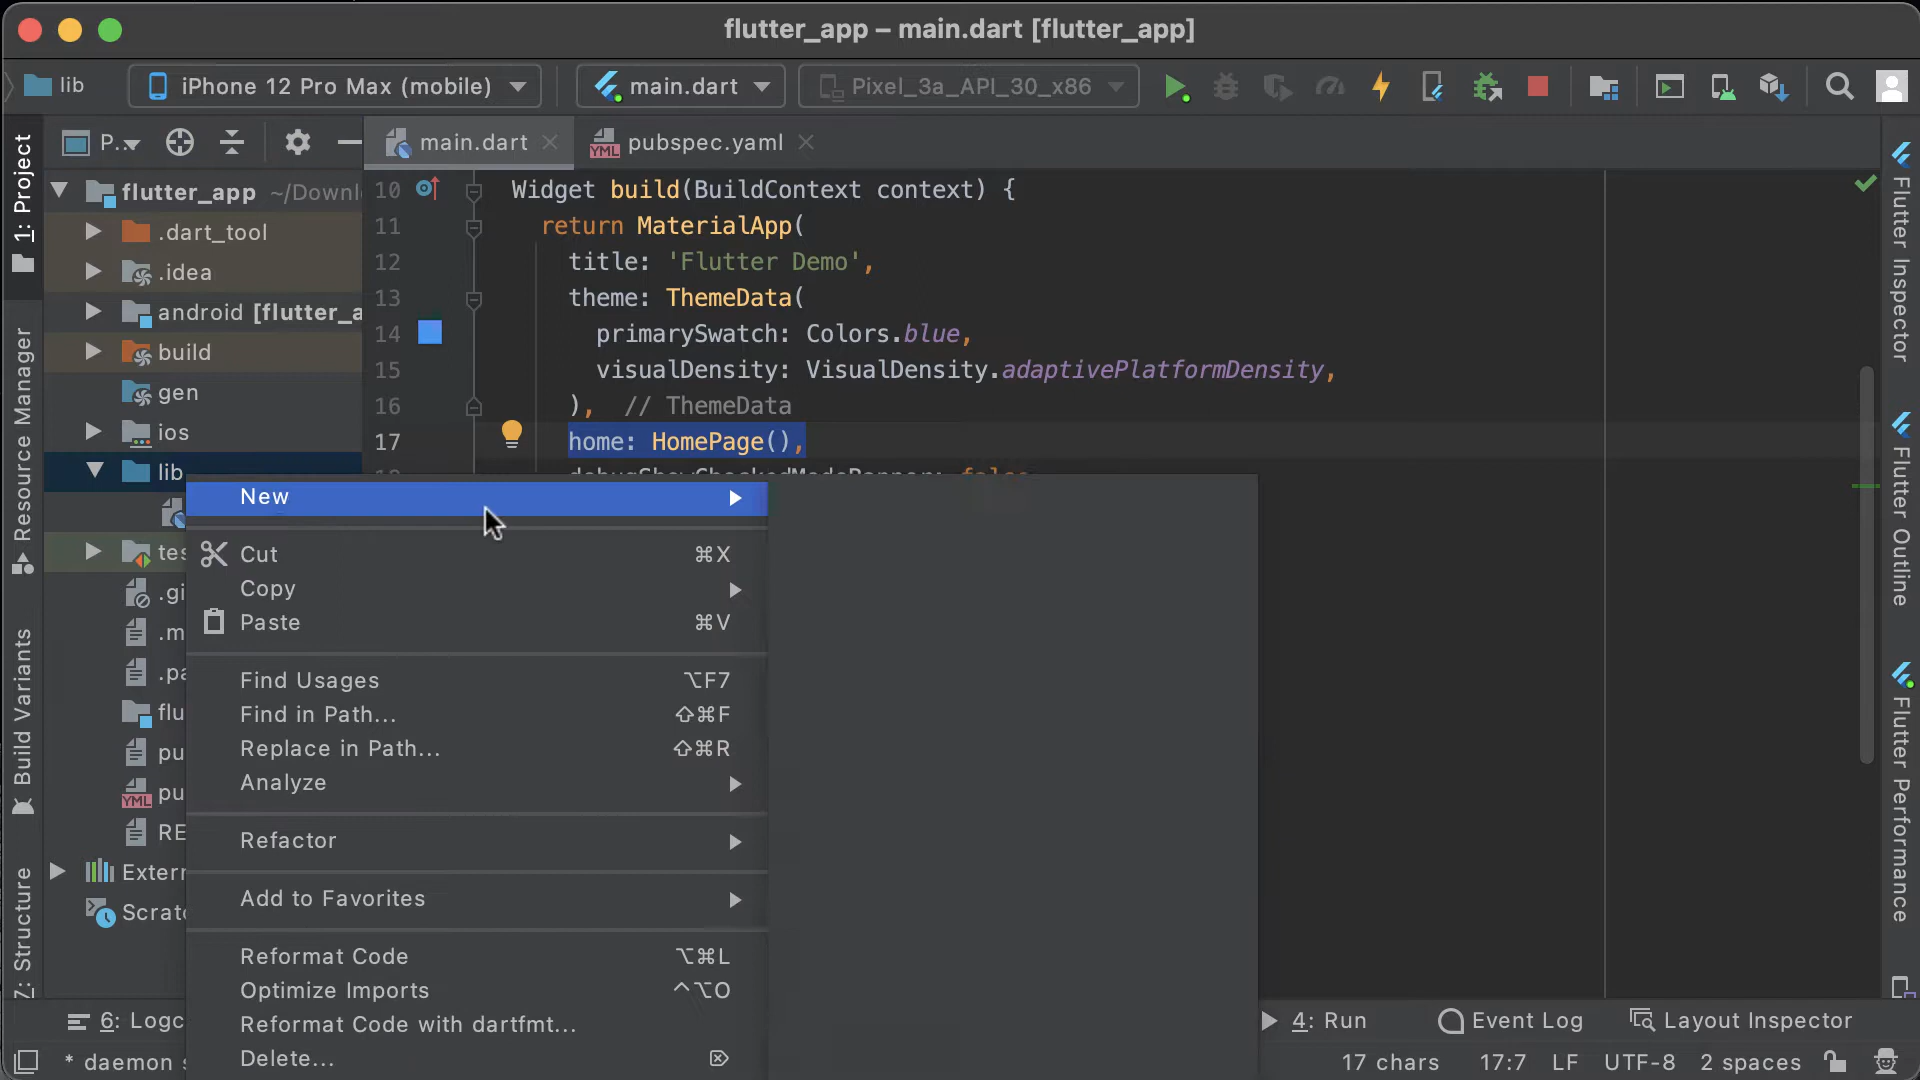 flutter_app – main.dart [flutter_app]
lib
iPhone 12 Pro Max (mobile)
main.dart
Pixel_3a_API_30_x86
P..
main.dart
pubspec.yaml
1: Project
Resource Manager
Build Variants
7: Structure
flutter_app ~/Downl
.dart_tool
.idea
android [flutter_a
build
gen
ios
lib
tes
.gi
.m
.pa
flu
pu
YML pu
RE
Extern
Scratc
10 Widget build(BuildContext context) {
11 return MaterialApp(
12 title: 'Flutter Demo',
13 theme: ThemeData(
14 primarySwatch: Colors.blue,
15 visualDensity: VisualDensity.adaptivePlatformDensity,
16 ), // ThemeData
17 home: HomePage(),
debugShowCheckedModeBanner: false
New
Cut ⌘X
Copy
Paste ⌘V
Find Usages ⌥F7
Find in Path... ⇧⌘F
Replace in Path... ⇧⌘R
Analyze
Refactor
Add to Favorites
Reformat Code ⌥⌘L
Optimize Imports ^⌥O
Reformat Code with dartfmt...
Delete... ⌦
Flutter Inspector
Flutter Outline
Flutter Performance
6: Logc
4: Run
Event Log
Layout Inspector
* daemon s
17 chars 17:7 LF UTF-8 2 spaces